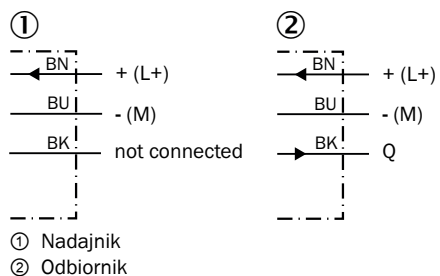 ① ②
BN + (L+) BN + (L+)
BU - (M) BU - (M)
BK not connected BK Q
① Nadajnik
② Odbiornik